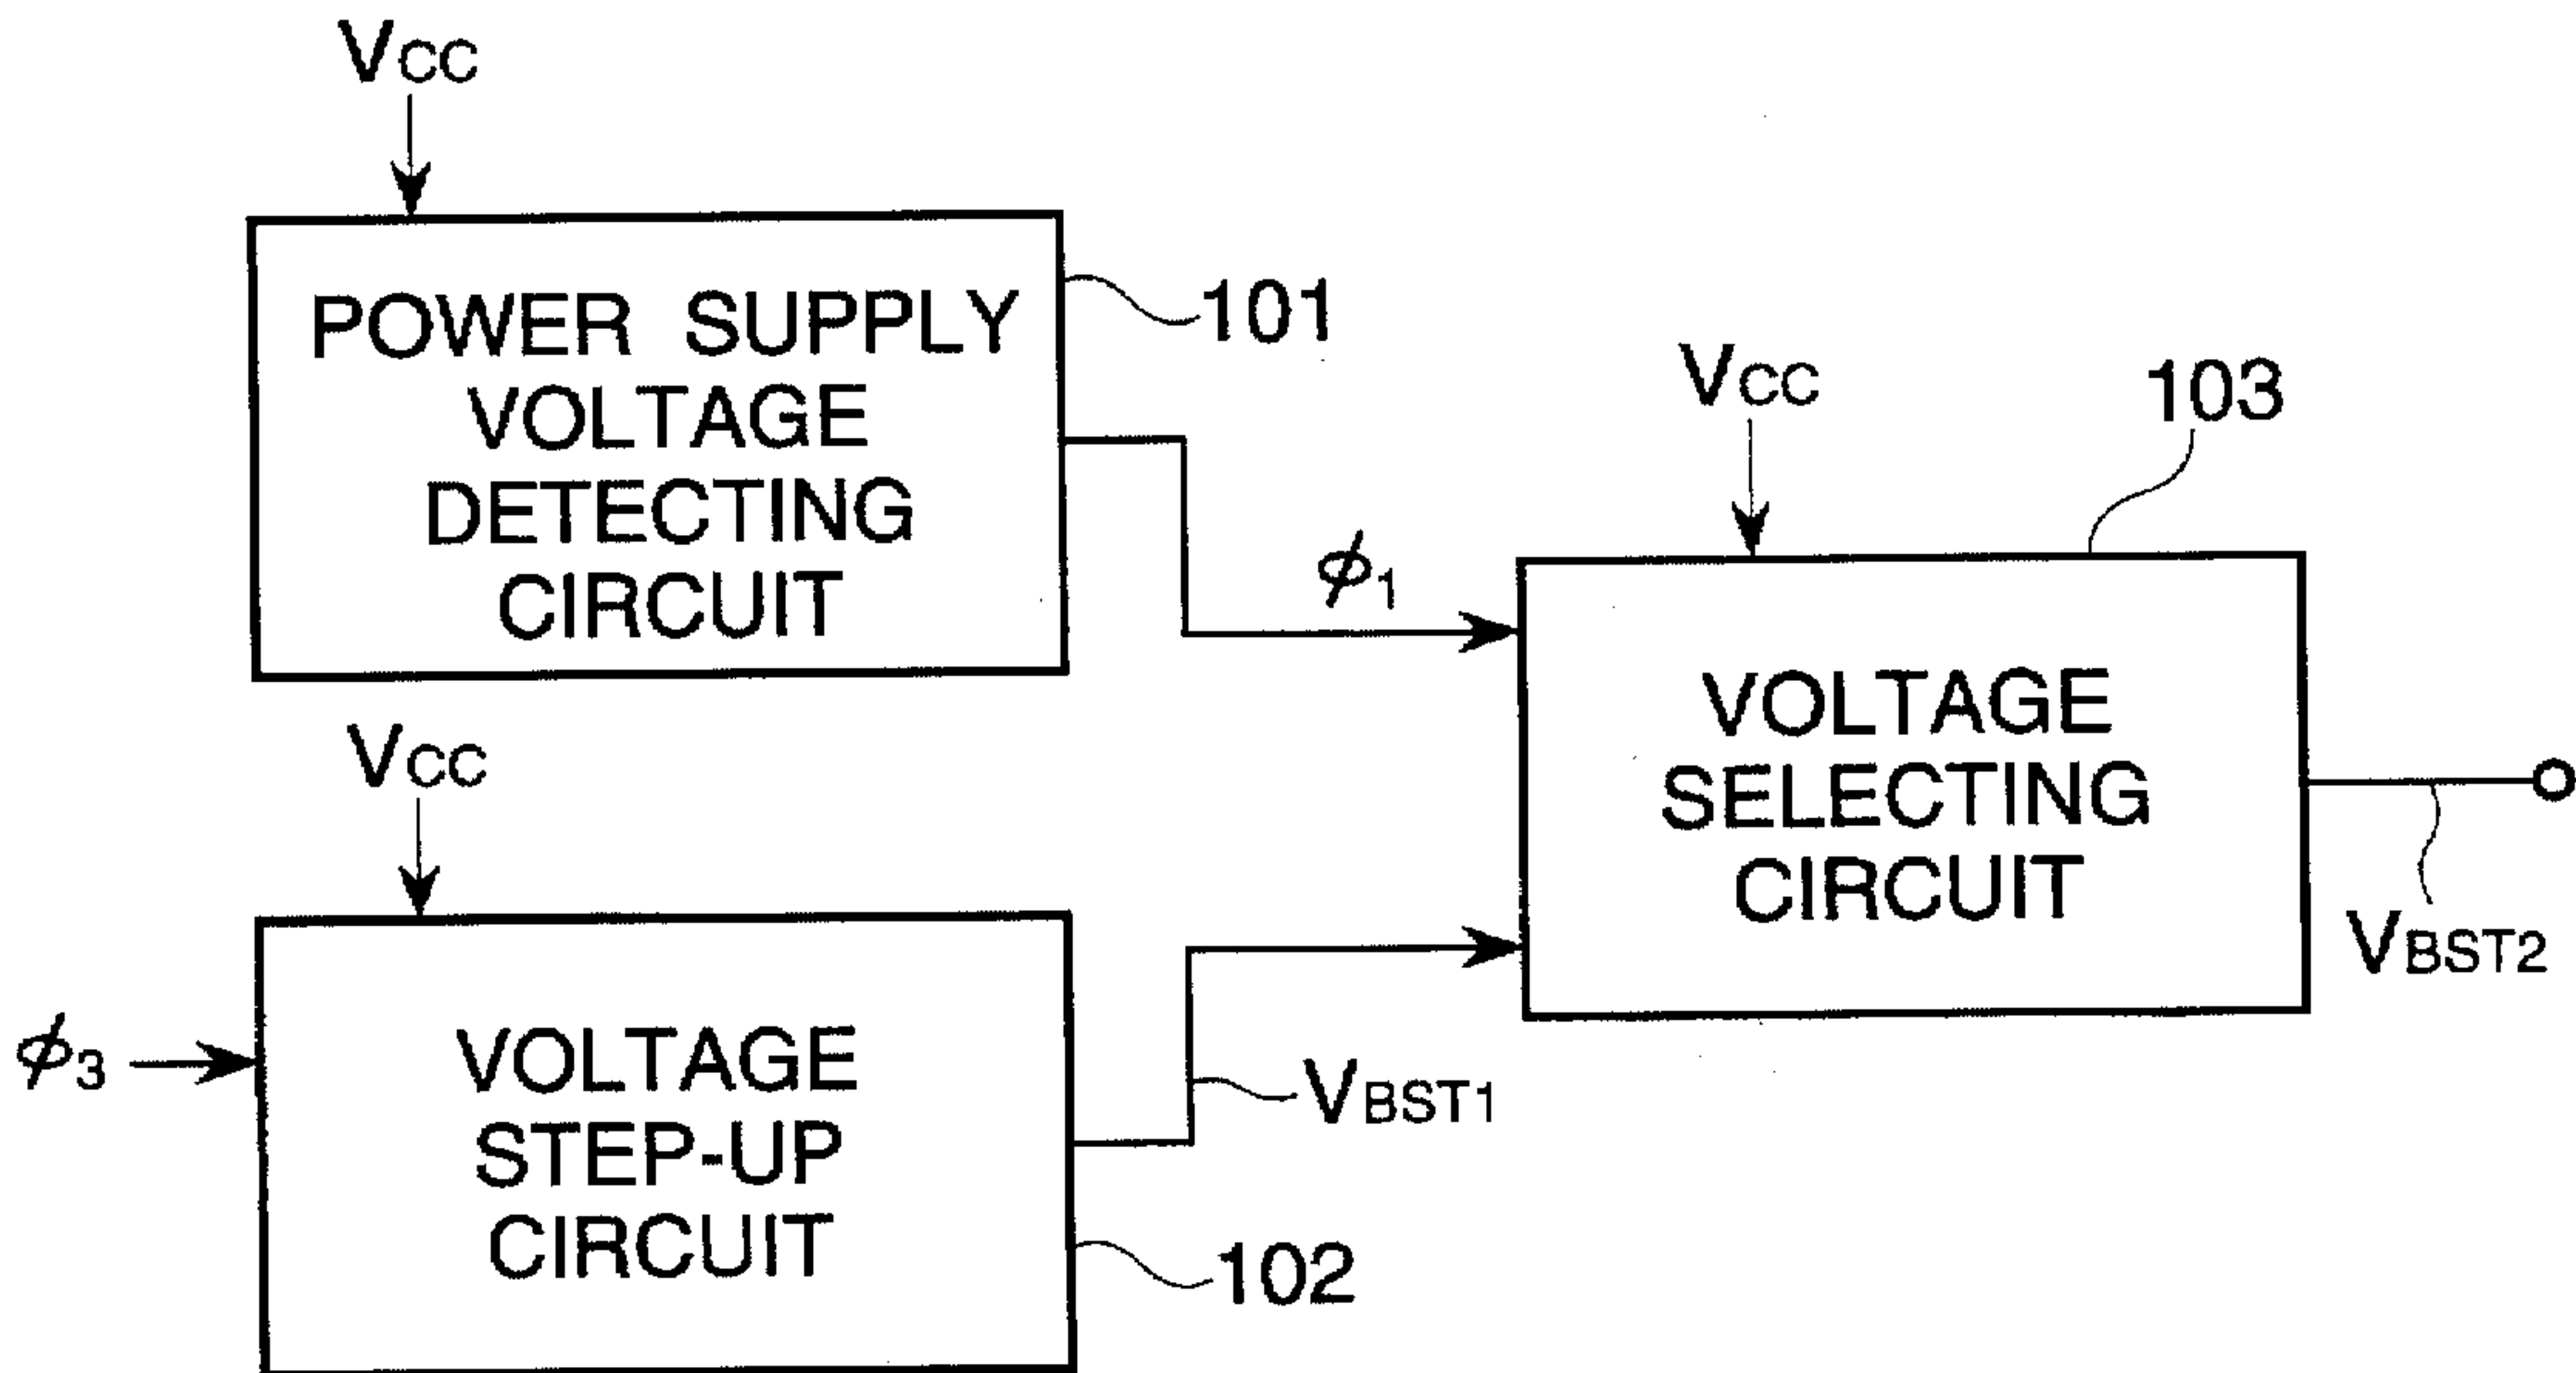 VCC
POWER SUPPLY
VOLTAGE
DETECTING
CIRCUIT
101
ϕ1
VCC
103
VOLTAGE
SELECTING
CIRCUIT
VBST2
VCC
ϕ3
VOLTAGE
STEP-UP
CIRCUIT
VBST1
102